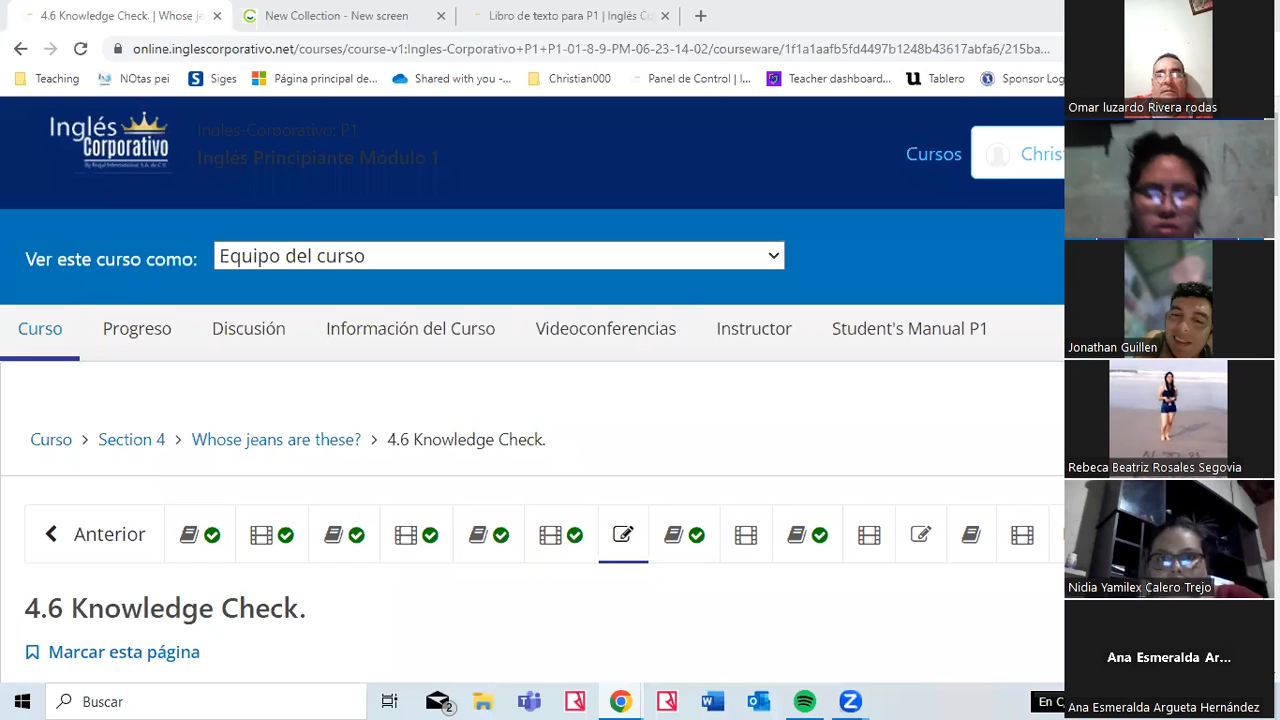 4.6 Knowledge Check. | Whose je
New Collection - New screen
Libro de texto para P1 | Inglés Co
online.inglescorporativo.net/courses/course-v1:Ingles-Corporativo+P1+P1-01-8-9-PM-06-23-14-02/courseware/1f1a1aafb5fd4497b1248b43617abfa6/215ba...
Teaching
NOtas pei
Siges
Página principal de...
Shared with you -...
Christian000
Panel de Control | I...
Teacher dashboard...
Tablero
Sponsor Log
Inglés
Corporativo
Ingles-Corporativo: P1
Inglés Principiante Módulo 1
Cursos
Christ
Ver este curso como:
Equipo del curso
Curso
Progreso
Discusión
Información del Curso
Videoconferencias
Instructor
Student's Manual P1
Curso > Section 4 > Whose jeans are these? > 4.6 Knowledge Check.
Anterior
4.6 Knowledge Check.
Marcar esta página
Buscar
2
En C
Omar luzardo Rivera rodas
Jonathan Guillen
Rebeca Beatriz Rosales Segovia
Nidia Yamilex Calero Trejo
Ana Esmeralda Ar...
Ana Esmeralda Argueta Hernández